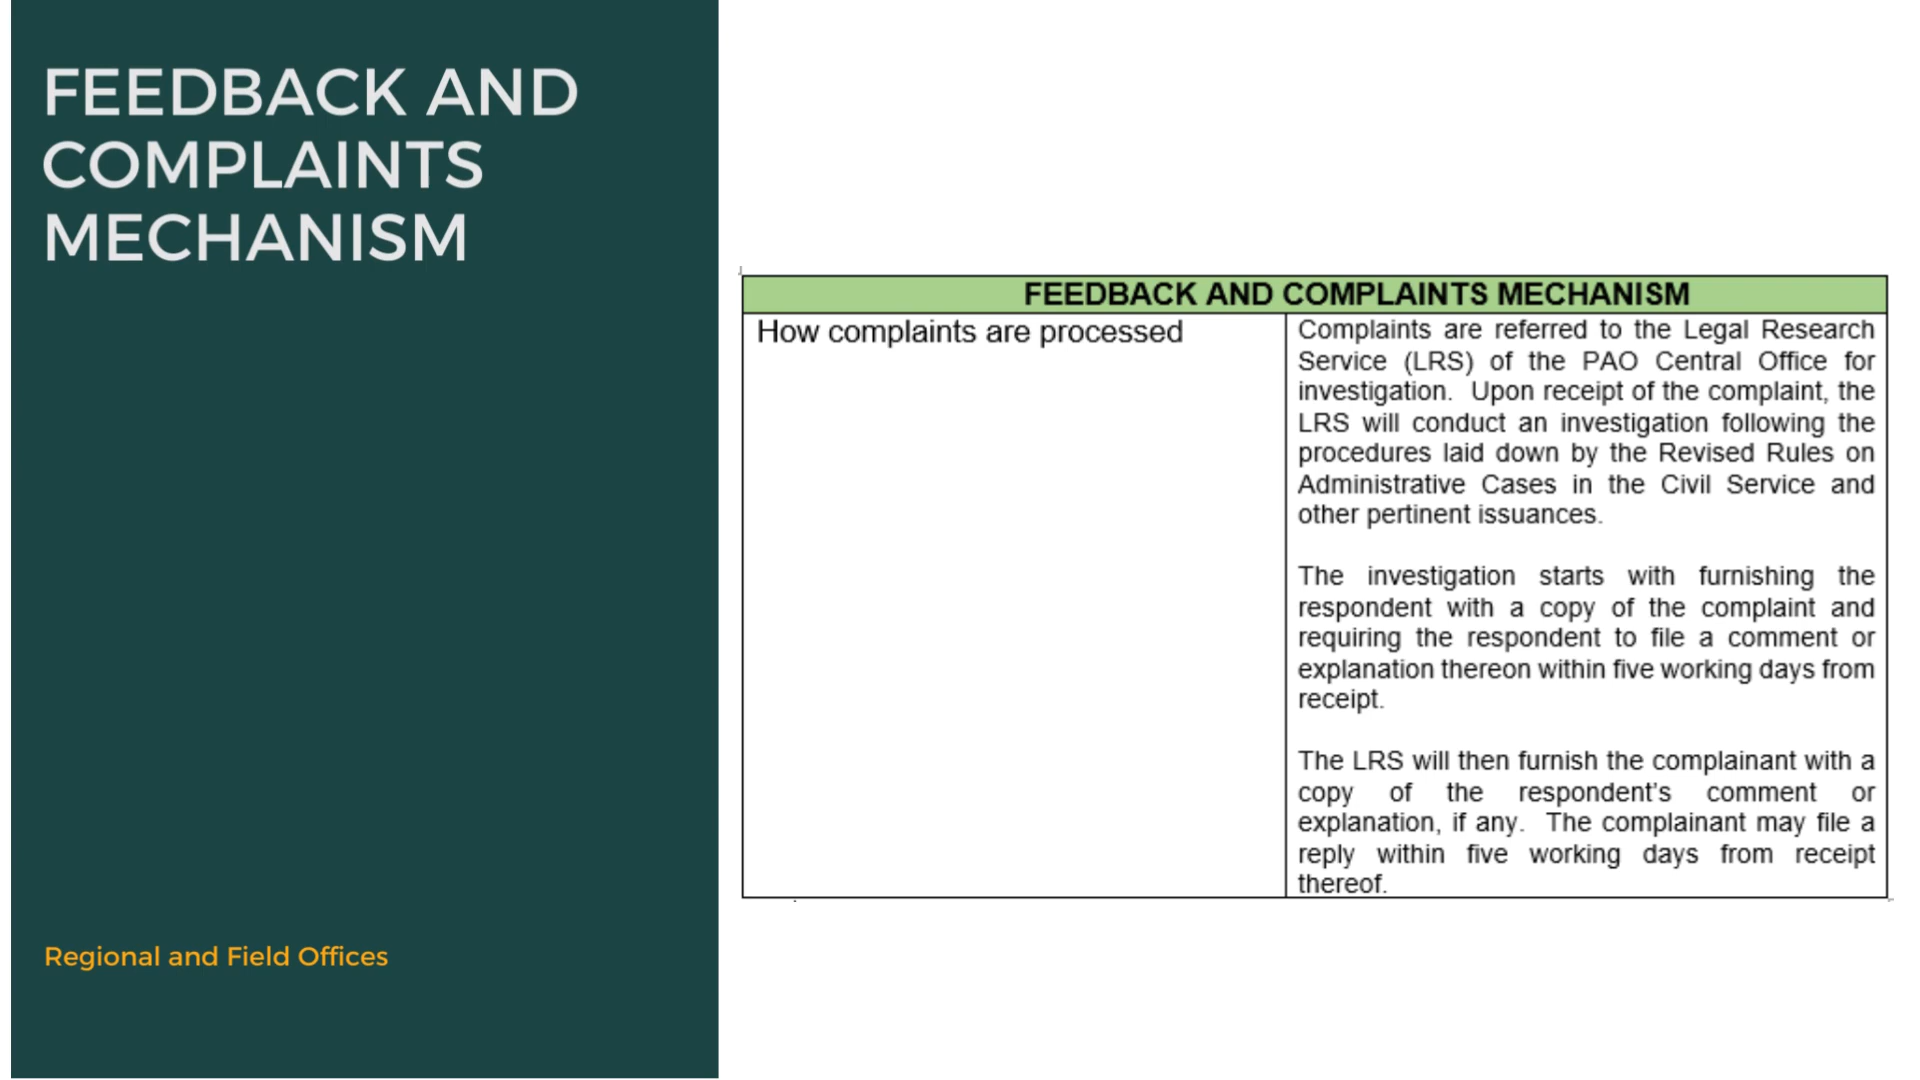 FEEDBACK AND
COMPLAINTS
MECHANISM
Regional and Field Offices
FEEDBACK AND COMPLAINTS MECHANISM
How complaints are processed
Complaints are referred to the Legal Research
Service (LRS) of the PAO Central Office for
investigation. Upon receipt of the complaint, the
LRS will conduct an investigation following the
procedures laid down by the Revised Rules on
Administrative Cases in the Civil Service and
other pertinent issuances.
The investigation starts with furnishing the
respondent with a copy of the complaint and
requiring the respondent to file a comment or
explanation thereon within five working days from
receipt.
The LRS will then furnish the complainant with a
copy of the respondent's comment or
explanation, if any. The complainant may file a
reply within five working days from receipt
thereof.